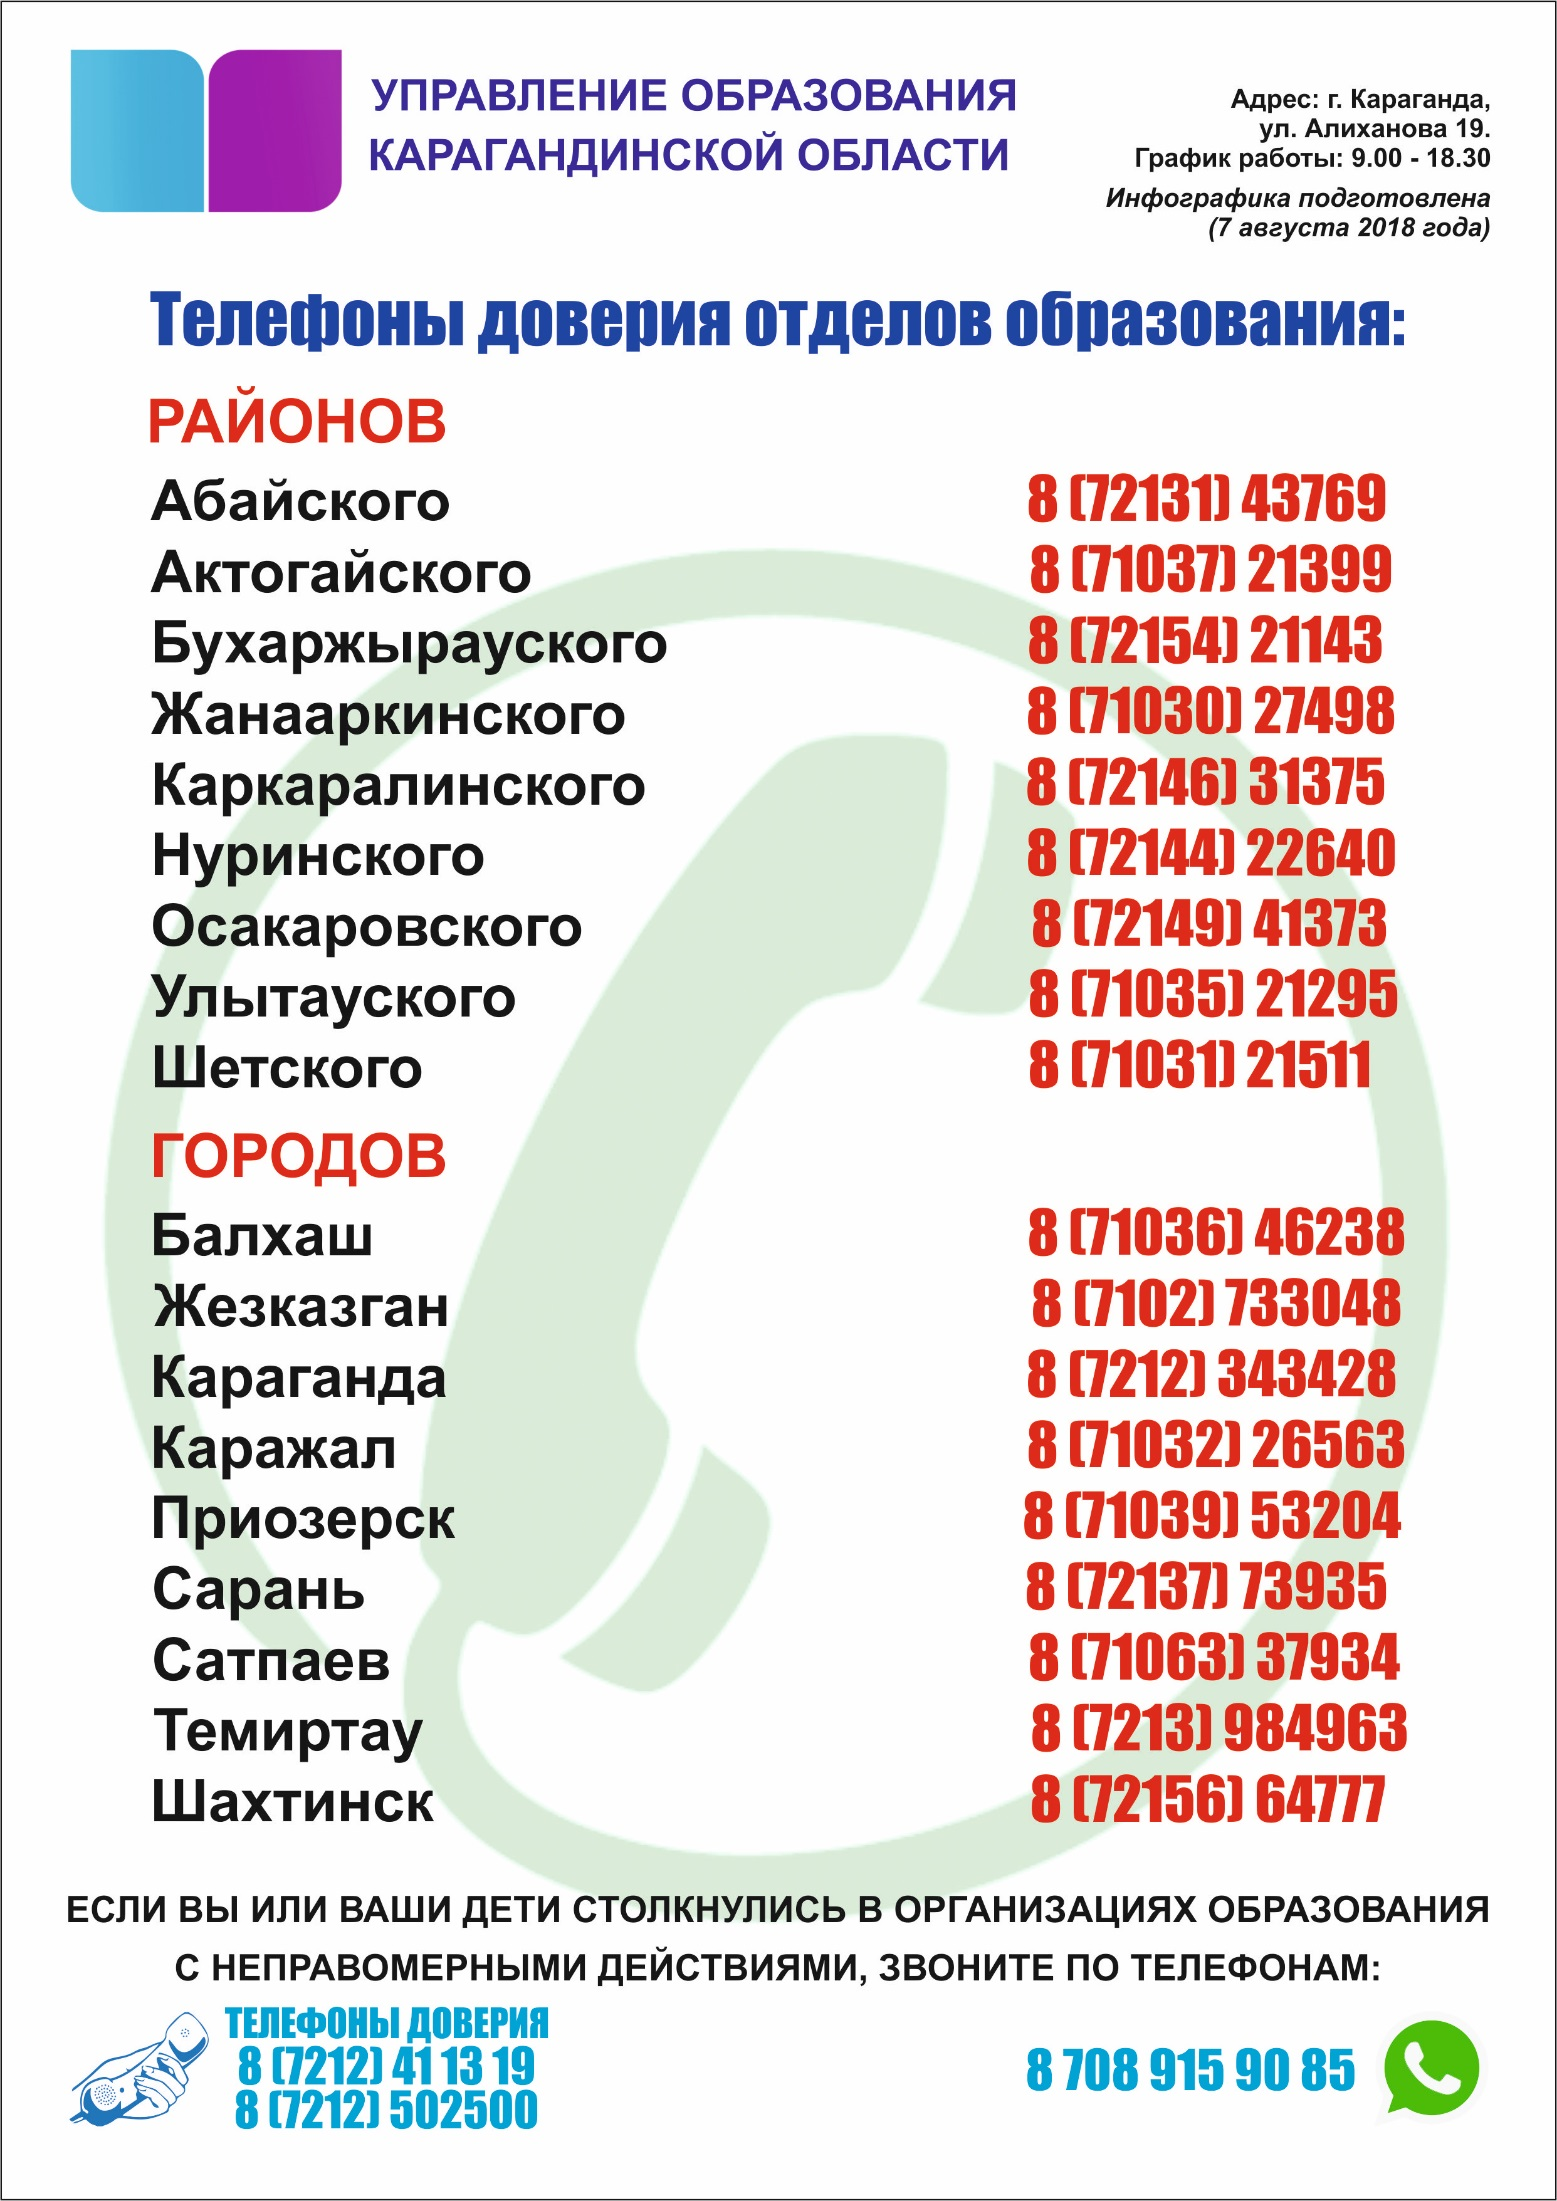 УПРАВЛЕНИЕ ОБРАЗОВАНИЯ
КАРАГАНДИНСКОЙ ОБЛАСТИ
Адрес: г. Караганда,
ул. Алиханова 19.
График работы: 9.00 - 18.30
Инфографика подготовлена
(7 августа 2018 года)
Телефоны доверия отделов образования:
РАЙОНОВ
Абайского 8 (72131) 43769
Актогайского 8 (71037) 21399
Бухаржырауского 8 (72154) 21143
Жанааркинского 8 (71030) 27498
Каркаралинского 8 (72146) 31375
Нуринского 8 (72144) 22640
Осакаровского 8 (72149) 41373
Улытауского 8 (71035) 21295
Шетского 8 (71031) 21511
ГОРОДОВ
Балхаш 8 (71036) 46238
Жезказган 8 (7102) 733048
Караганда 8 (7212) 343428
Каражал 8 (71032) 26563
Приозерск 8 (71039) 53204
Сарань 8 (72137) 73935
Сатпаев 8 (71063) 37934
Темиртау 8 (7213) 984963
Шахтинск 8 (72156) 64777
ЕСЛИ ВЫ ИЛИ ВАШИ ДЕТИ СТОЛКНУЛИСЬ В ОРГАНИЗАЦИЯХ ОБРАЗОВАНИЯ
С НЕПРАВОМЕРНЫМИ ДЕЙСТВИЯМИ, ЗВОНИТЕ ПО ТЕЛЕФОНАМ:
ТЕЛЕФОНЫ ДОВЕРИЯ
8 (7212) 41 13 19
8 (7212) 502500
8 708 915 90 85